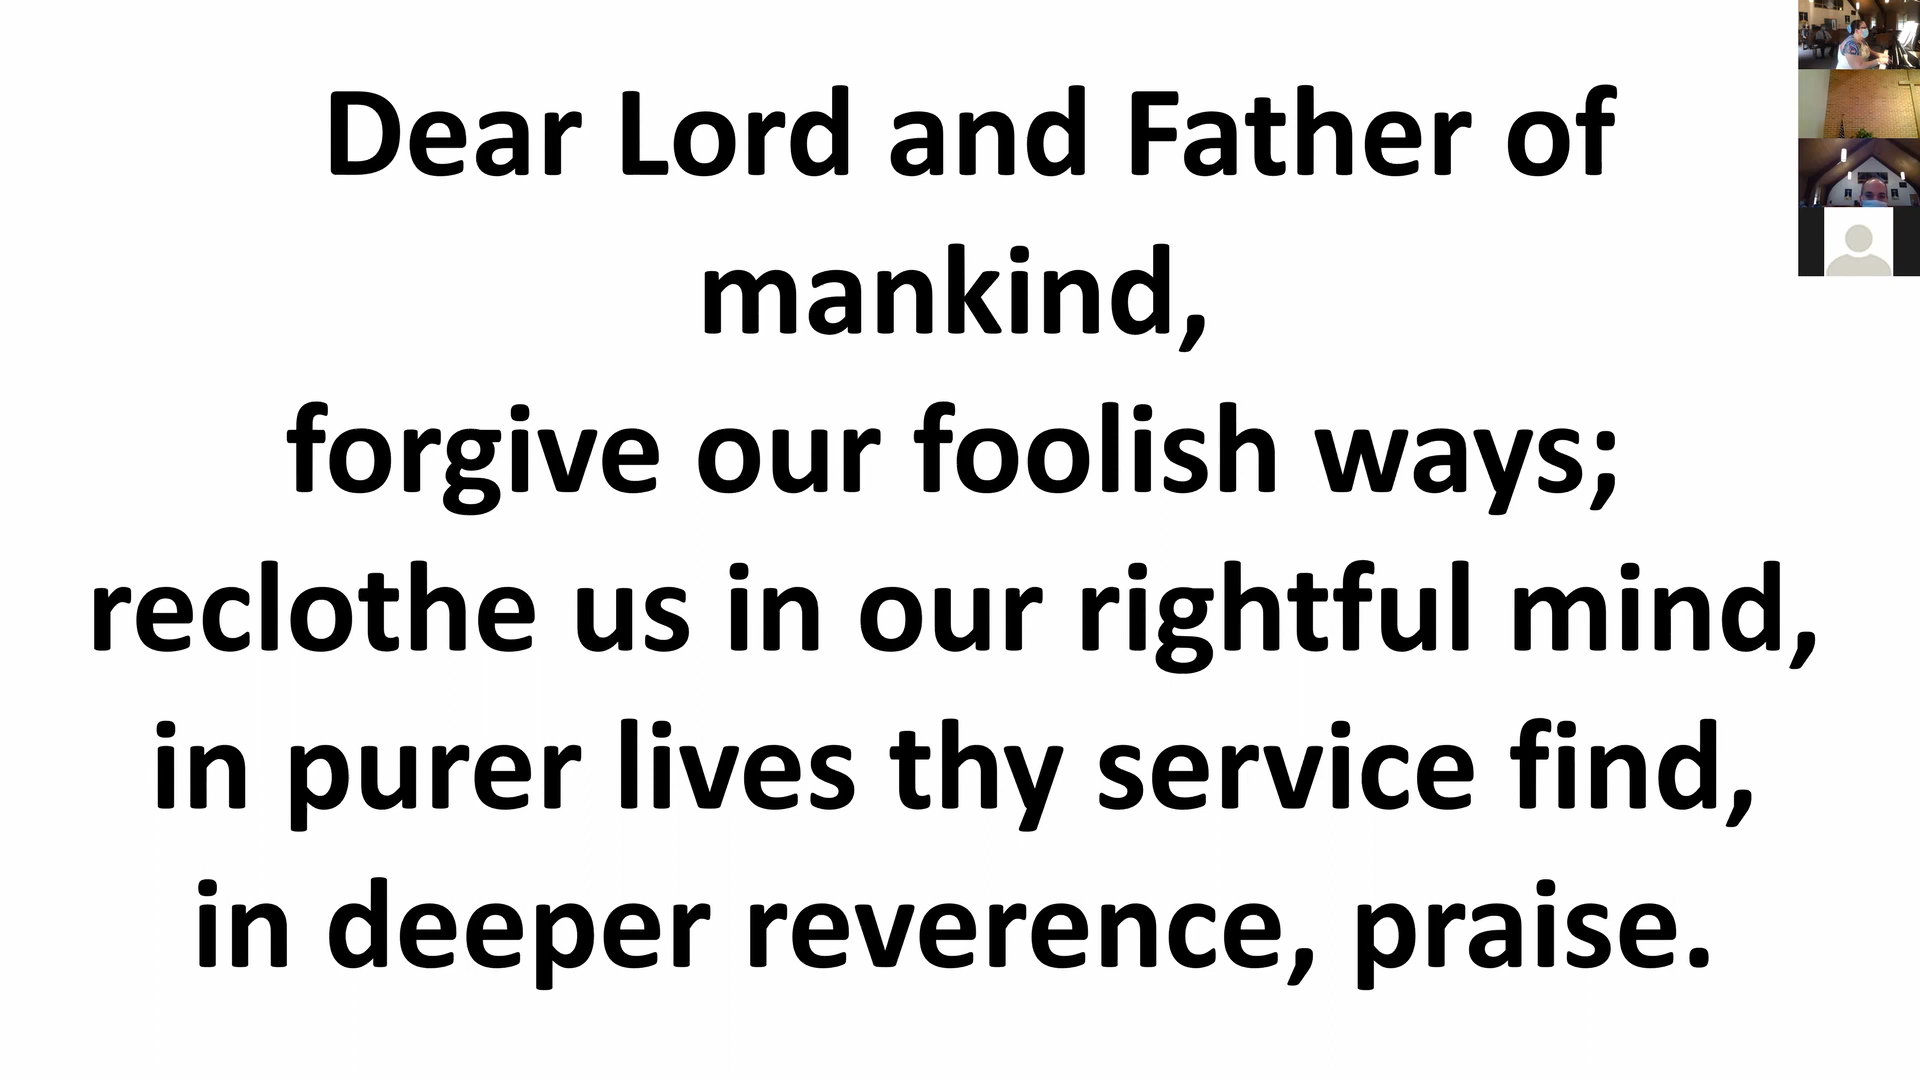 Dear Lord and Father of
mankind,
forgive our foolish ways;
reclothe us in our rightful mind,
in purer lives thy service find,
in deeper reverence, praise.